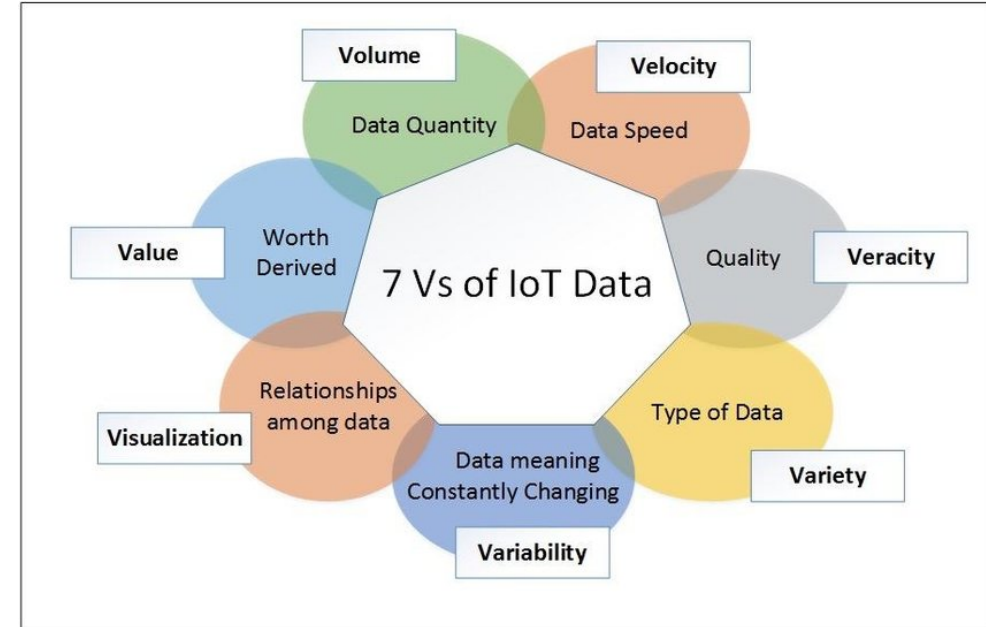 Volume
Data Quantity
Velocity
Data Speed
Value
Worth
Derived
7 Vs of IoT Data
Quality
Veracity
Relationships
among data
Visualization
Type of Data
Variety
Data meaning
Constantly Changing
Variability